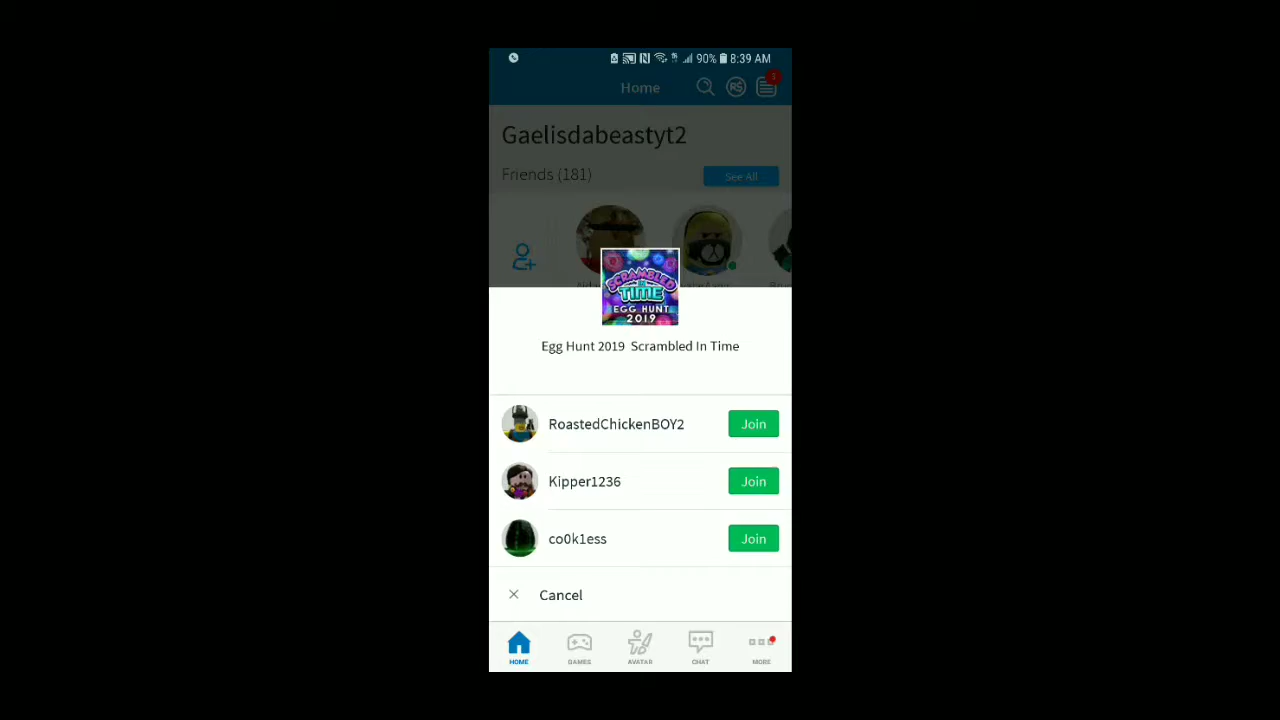 90% 8:39 AM
Home
Gaelisdabeastyt2
Friends (181)
See All
SCRAMBLED
IN
TIME
EGG HUNT
2019
Egg Hunt 2019 Scrambled In Time
RoastedChickenBOY2 Join
Kipper1236 Join
co0k1ess Join
Cancel
HOME GAMES AVATAR CHAT MORE